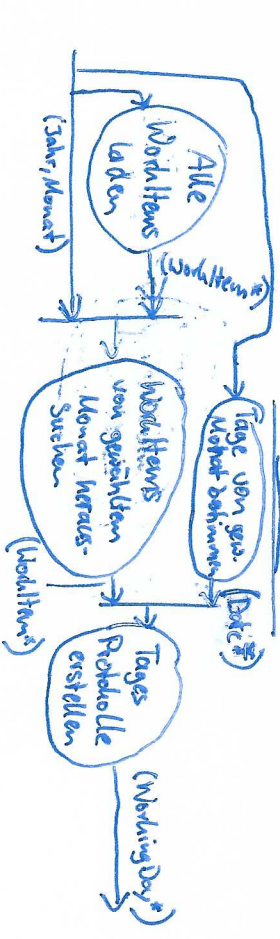 Alle
WorkItems
laden
(Jahr, Monat)
(WorkItem*)
Tage von gew.
Monat bestimmen
(Date*)
WorkItems
von gewählten
Monat heraus-
suchen
(WorkItem*)
Tages
Protokolle
erstellen
(WorkingDay*)